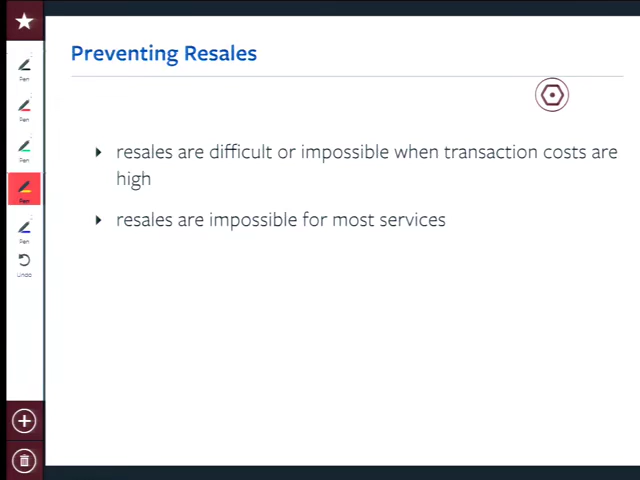 Preventing Resales
resales are difficult or impossible when transaction costs are
high
resales are impossible for most services
Pen
Pen
Pen
Pen
Pen
Undo